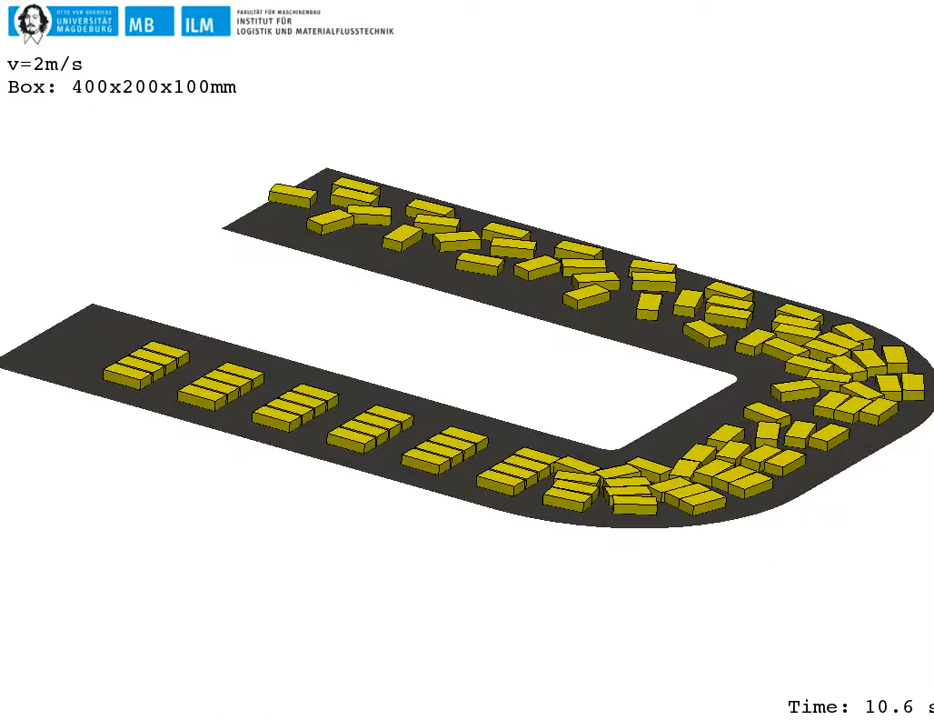 OTTO VON GUERICKE
UNIVERSITÄT
MAGDEBURG
MB
ILM
FAKULTÄT FÜR MASCHINENBAU
INSTITUT FÜR
LOGISTIK UND MATERIALFLUSSTECHNIK
v=2m/s
Box: 400x200x100mm
Time: 10.6 s